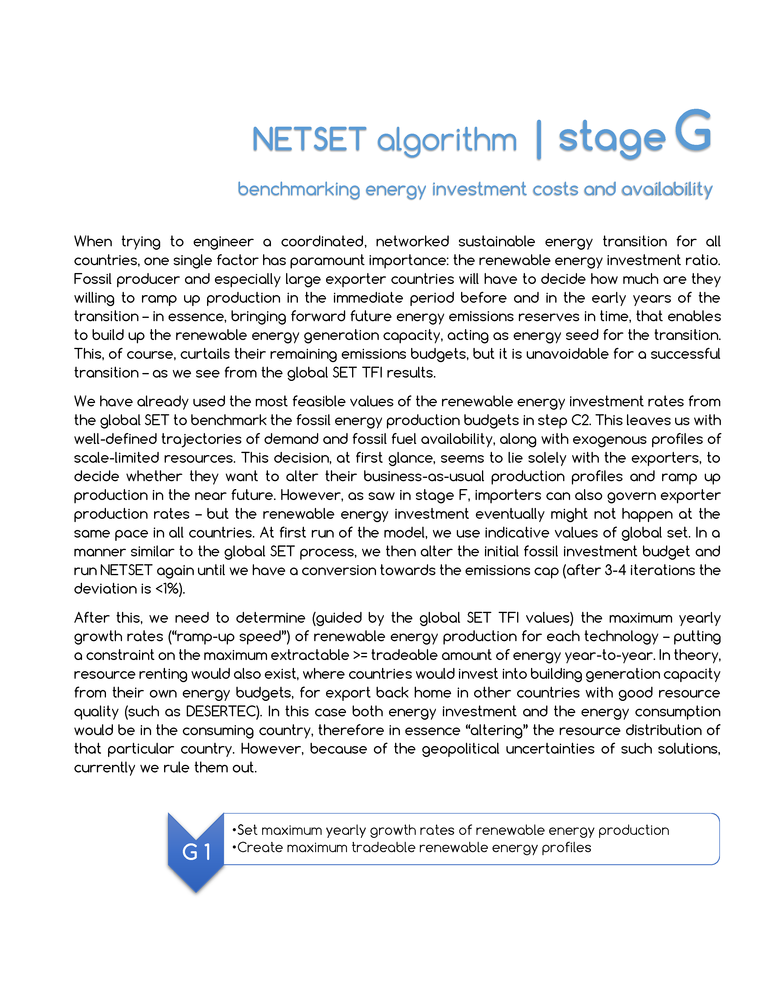 NETSET algorithm | stage G
benchmarking energy investment costs and availability
When trying to engineer a coordinated, networked sustainable energy transition for all
countries, one single factor has paramount importance: the renewable energy investment ratio.
Fossil producer and especially large exporter countries will have to decide how much are they
willing to ramp up production in the immediate period before and in the early years of the
transition – in essence, bringing forward future energy emissions reserves in time, that enables
to build up the renewable energy generation capacity, acting as energy seed for the transition.
This, of course, curtails their remaining emissions budgets, but it is unavoidable for a successful
transition – as we see from the global SET TFI results.
We have already used the most feasible values of the renewable energy investment rates from
the global SET to benchmark the fossil energy production budgets in step C2. This leaves us with
well-defined trajectories of demand and fossil fuel availability, along with exogenous profiles of
scale-limited resources. This decision, at first glance, seems to lie solely with the exporters, to
decide whether they want to alter their business-as-usual production profiles and ramp up
production in the near future. However, as saw in stage F, importers can also govern exporter
production rates – but the renewable energy investment eventually might not happen at the
same pace in all countries. At first run of the model, we use indicative values of global set. In a
manner similar to the global SET process, we then alter the initial fossil investment budget and
run NETSET again until we have a conversion towards the emissions cap (after 3-4 iterations the
deviation is <1%).
After this, we need to determine (guided by the global SET TFI values) the maximum yearly
growth rates (“ramp-up speed”) of renewable energy production for each technology – putting
a constraint on the maximum extractable >= tradeable amount of energy year-to-year. In theory,
resource renting would also exist, where countries would invest into building generation capacity
from their own energy budgets, for export back home in other countries with good resource
quality (such as DESERTEC). In this case both energy investment and the energy consumption
would be in the consuming country, therefore in essence “altering” the resource distribution of
that particular country. However, because of the geopolitical uncertainties of such solutions,
currently we rule them out.
G 1
•Set maximum yearly growth rates of renewable energy production
•Create maximum tradeable renewable energy profiles